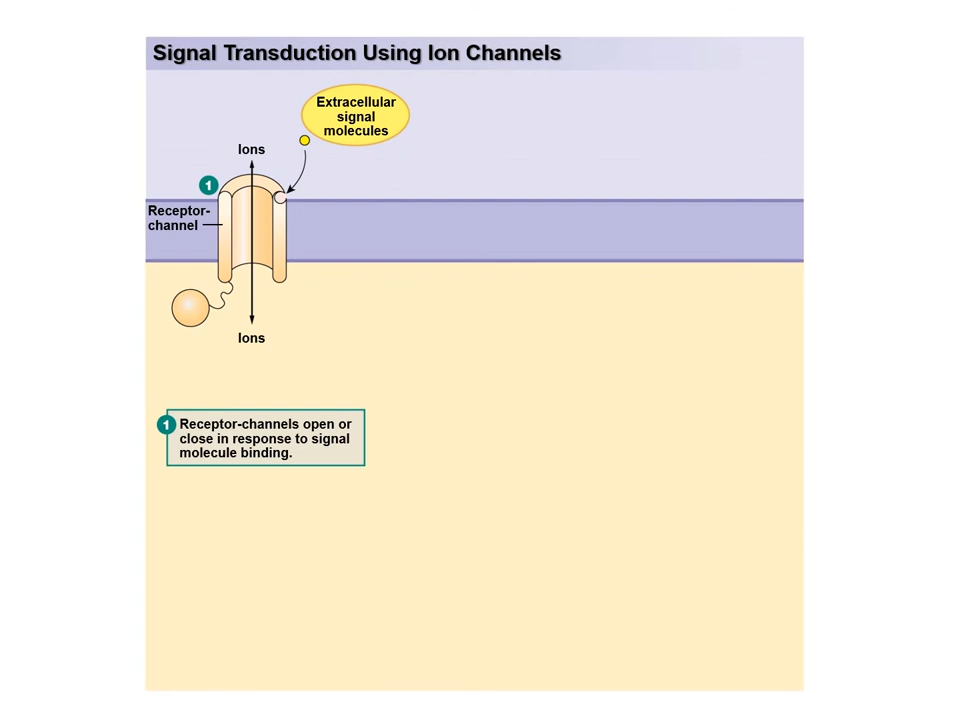 Signal Transduction Using Ion Channels
Extracellular
signal
molecules
Ions
1
Receptor-
channel
Ions
1 Receptor-channels open or
close in response to signal
molecule binding.